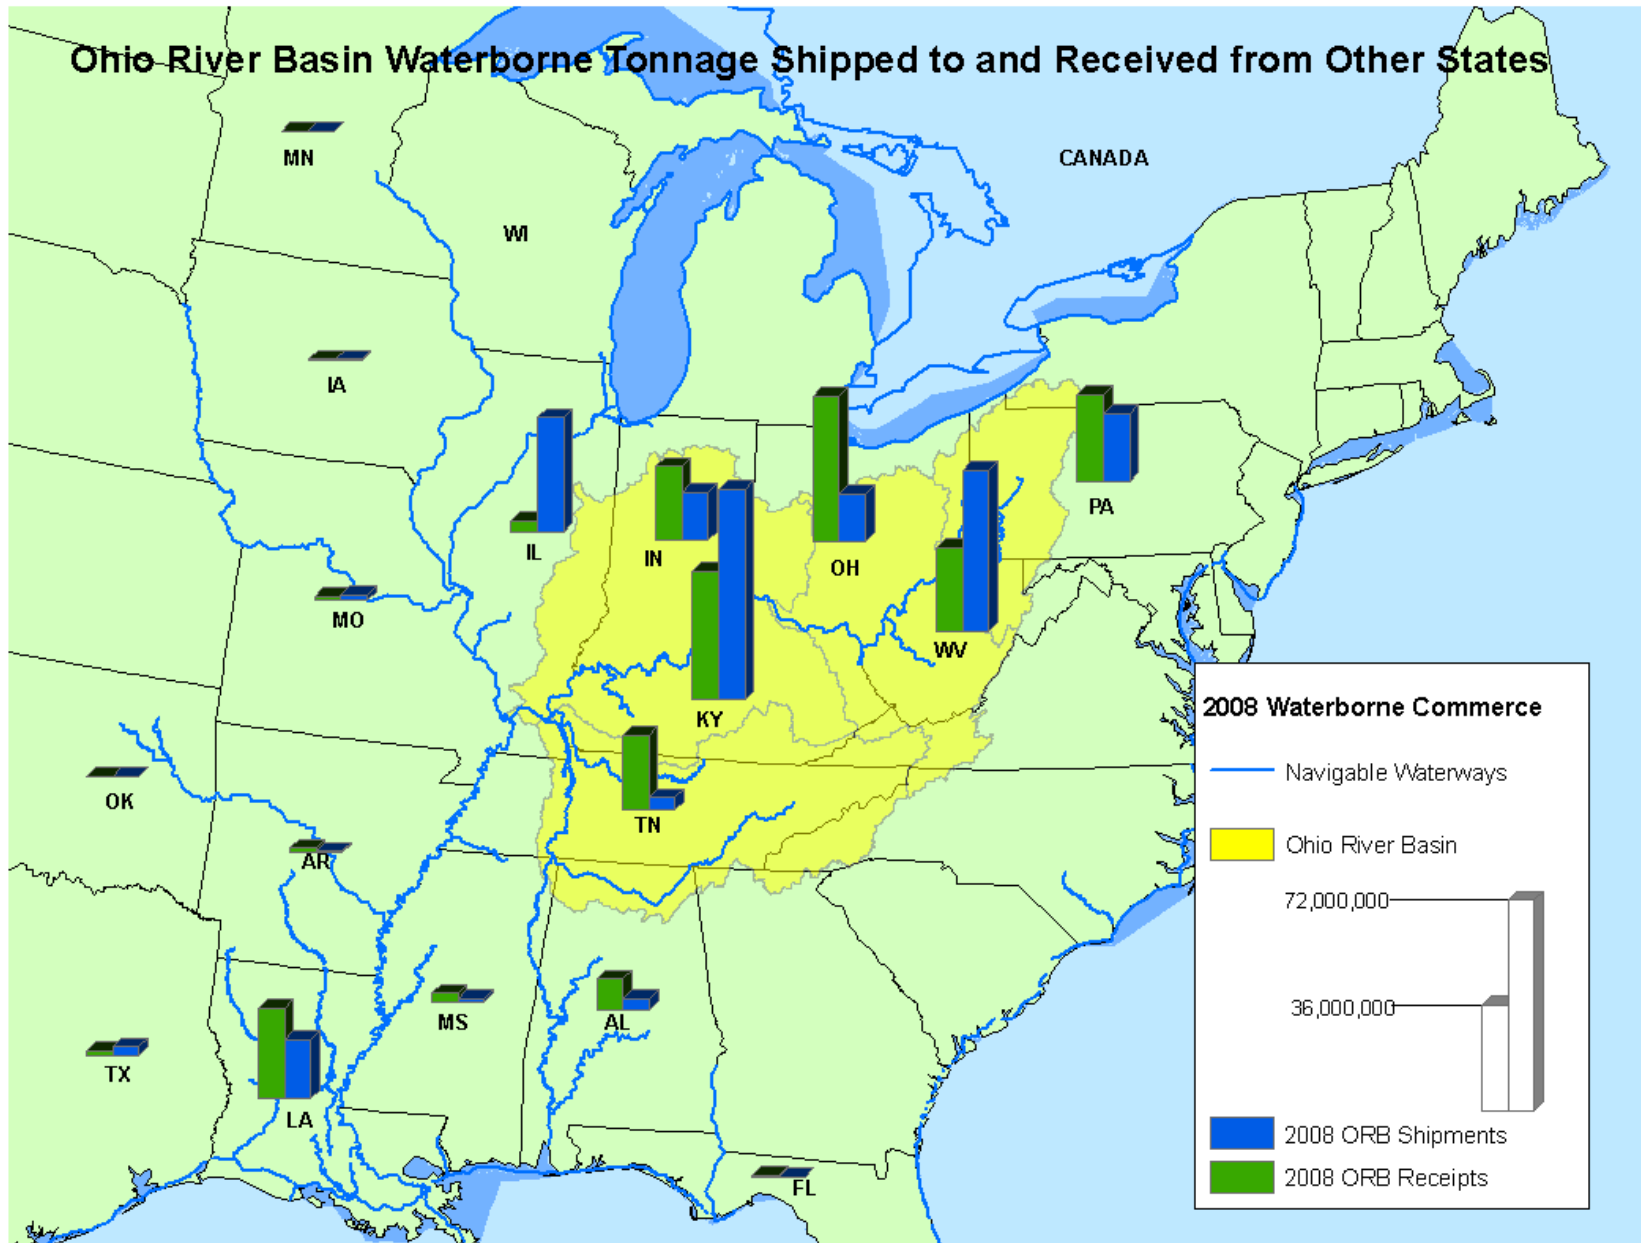 Ohio River Basin Waterborne Tonnage Shipped to and Received from Other States
MN
CANADA
WI
IA
IL
IN
OH
PA
MO
WV
KY
OK
TN
AR
MS
AL
TX
LA
FL
2008 Waterborne Commerce
Navigable Waterways
Ohio River Basin
72,000,000
36,000,000
2008 ORB Shipments
2008 ORB Receipts